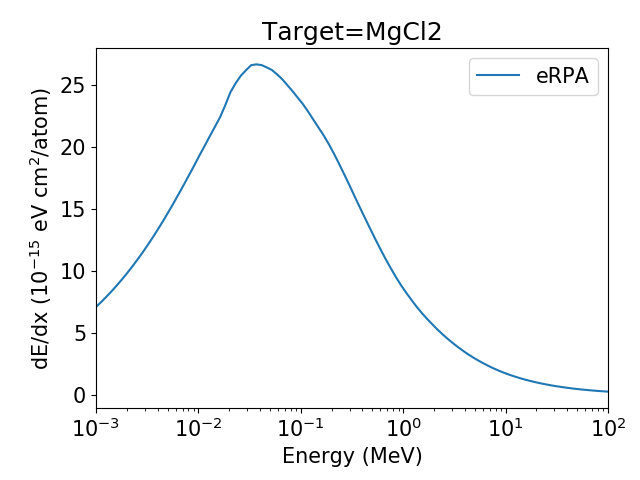 Target=MgCl2
eRPA
dE/dx (10⁻¹⁵ eV cm²/atom)
25
20
15
10
5
0
10⁻³ 10⁻² 10⁻¹ 10⁰ 10¹ 10²
Energy (MeV)